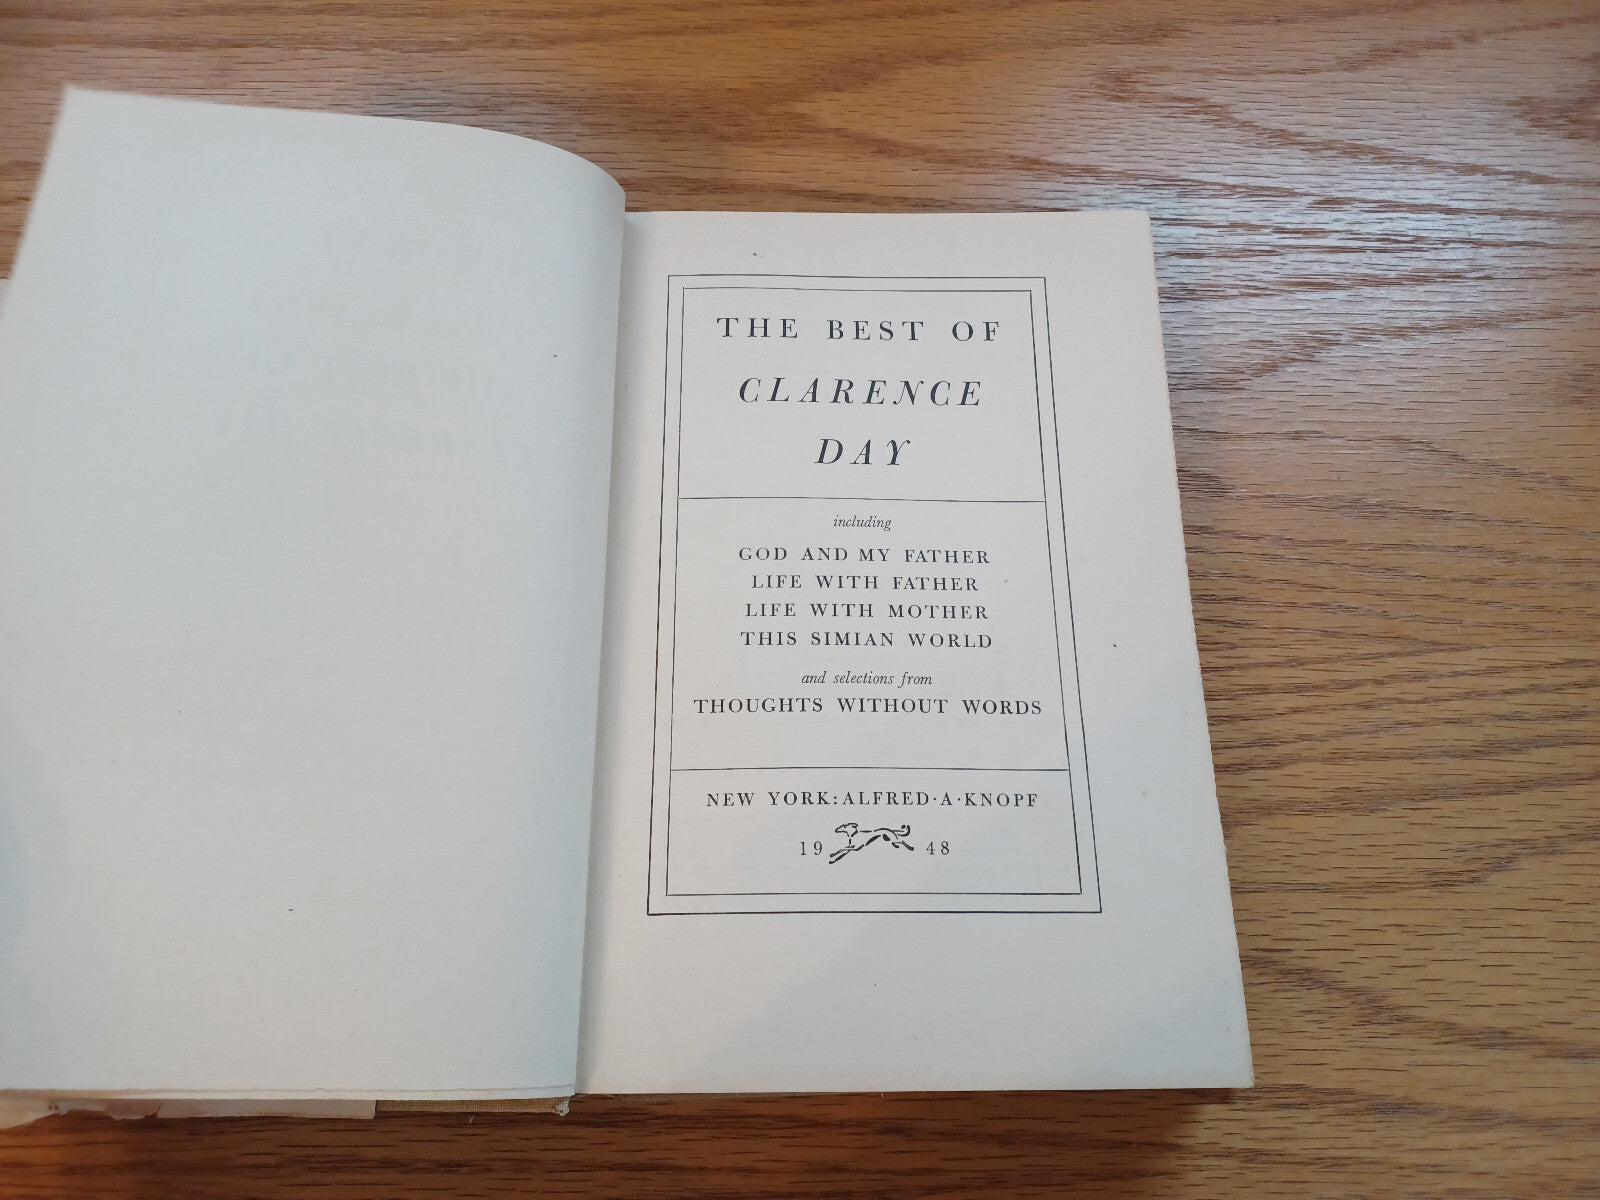 THE BEST OF
CLARENCE
DAY
including
GOD AND MY FATHER
LIFE WITH FATHER
LIFE WITH MOTHER
THIS SIMIAN WORLD
and selections from
THOUGHTS WITHOUT WORDS
NEW YORK: ALFRED·A·KNOPF
19 48